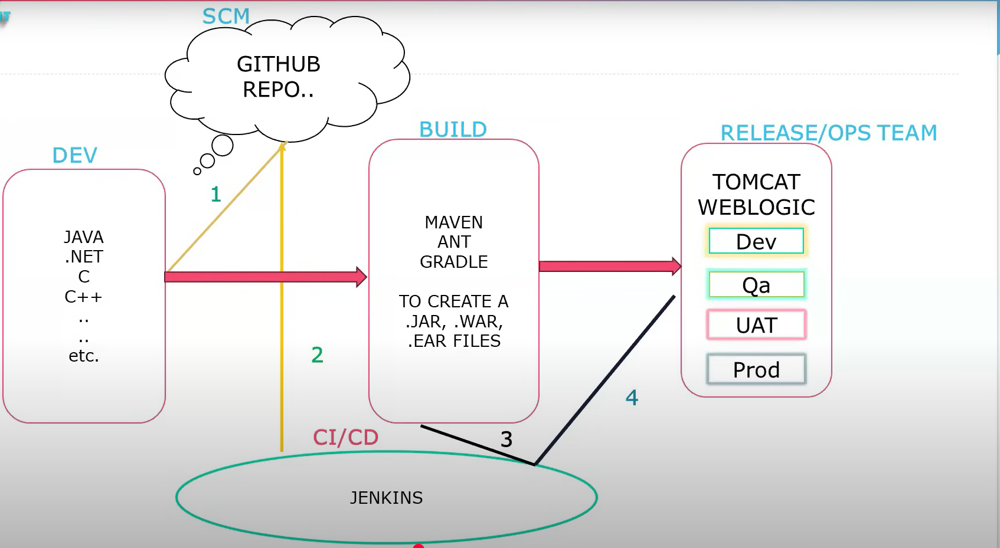 SCM
GITHUB
REPO..
DEV
JAVA
.NET
C
C++
..
..
etc.
1
2
BUILD
MAVEN
ANT
GRADLE
TO CREATE A
.JAR, .WAR,
.EAR FILES
RELEASE/OPS TEAM
TOMCAT
WEBLOGIC
Dev
Qa
UAT
Prod
3
4
CI/CD
JENKINS